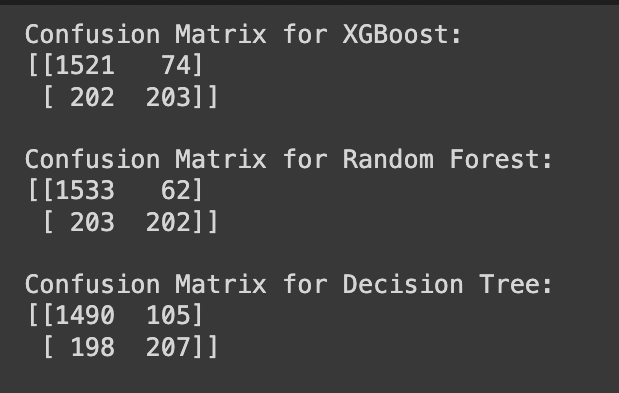 Confusion Matrix for XGBoost:
[[1521   74]
 [ 202  203]]
Confusion Matrix for Random Forest:
[[1533   62]
 [ 203  202]]
Confusion Matrix for Decision Tree:
[[1490  105]
 [ 198  207]]